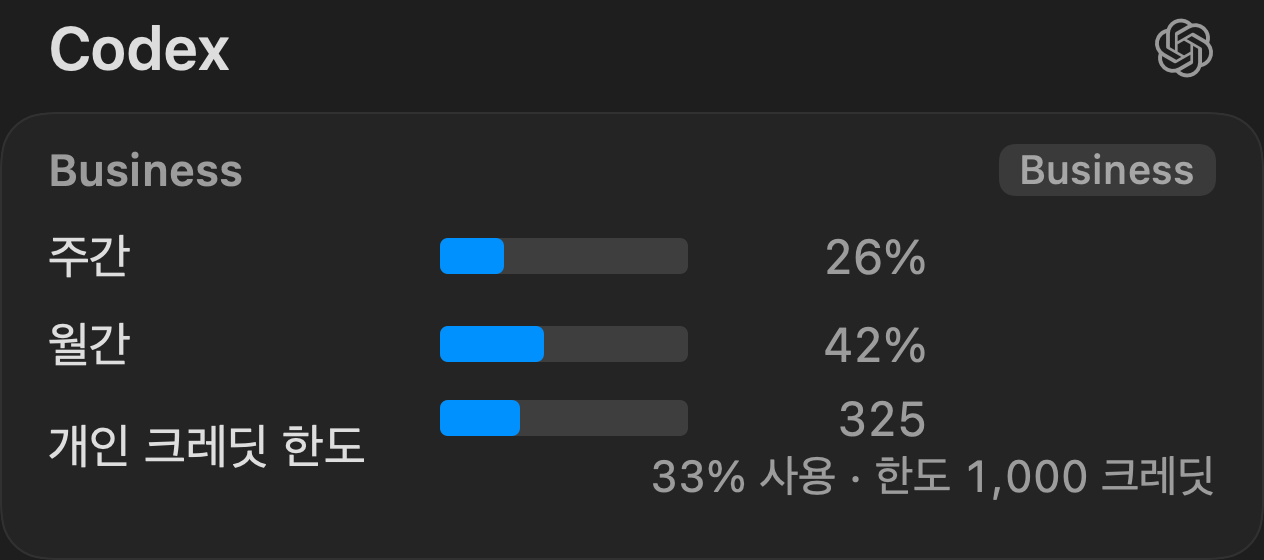 Codex
Business Business
주간 26%
월간 42%
개인 크레딧 한도 325
33% 사용 · 한도 1,000 크레딧